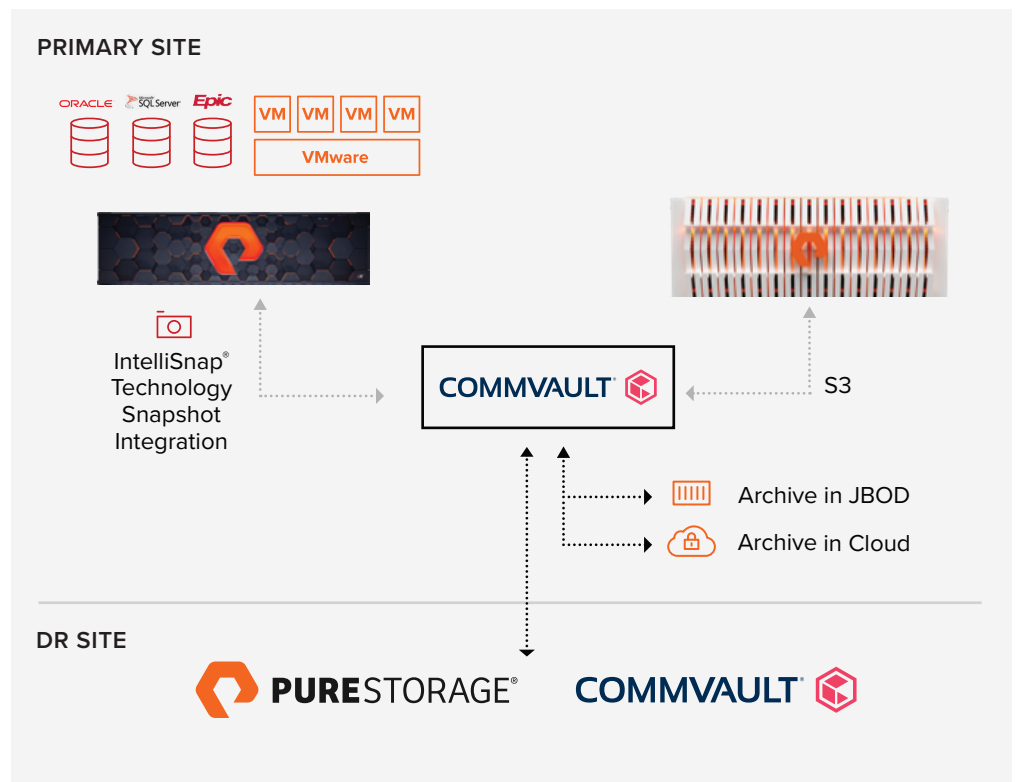 PRIMARY SITE
ORACLE
Microsoft SQL Server
Epic
VM VM VM VM
VMware
IntelliSnap®
Technology
Snapshot
Integration
COMMVAULT
S3
Archive in JBOD
Archive in Cloud
DR SITE
PURESTORAGE®
COMMVAULT